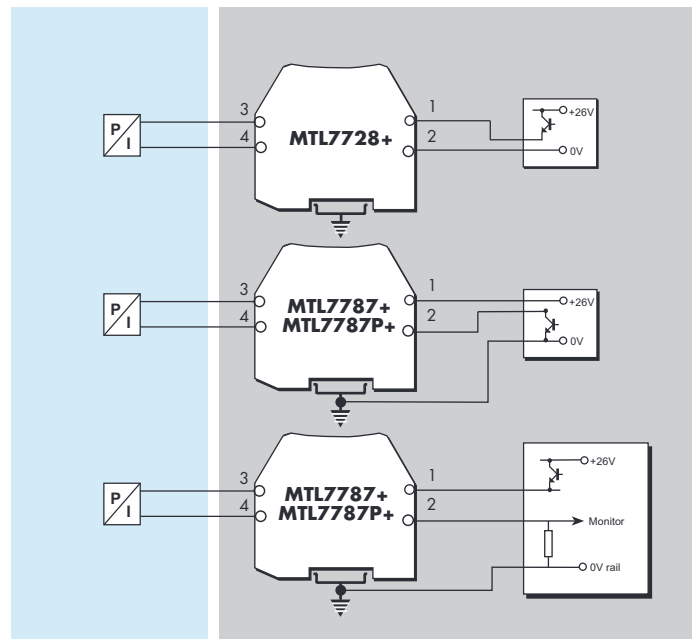 P
I
3
4
MTL7728+
1
2
+26V
0V
P
I
3
4
MTL7787+
MTL7787P+
1
2
+26V
0V
P
I
3
4
MTL7787+
MTL7787P+
1
2
+26V
Monitor
0V rail